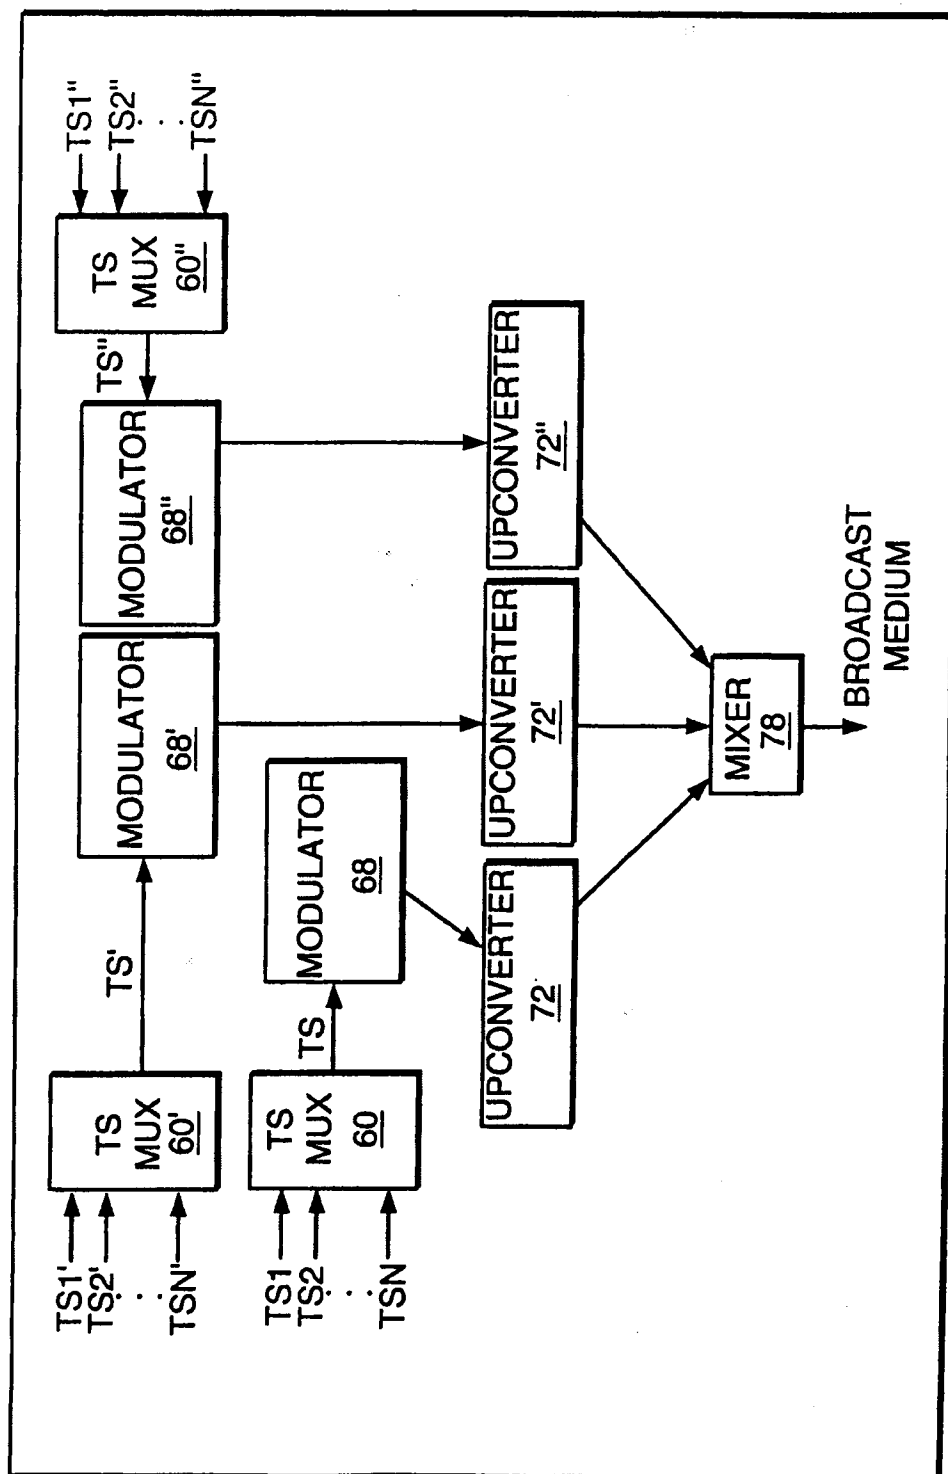 TS1'
TS2'
. . .
TSN'
TS
MUX
60'
TS'
MODULATOR
68'
MODULATOR
68"
TS"
TS
MUX
60"
TS1"
TS2"
. . .
TSN"
TS1
TS2
. . .
TSN
TS
MUX
60
TS
MODULATOR
68
UPCONVERTER
72
UPCONVERTER
72'
UPCONVERTER
72"
MIXER
78
BROADCAST
MEDIUM